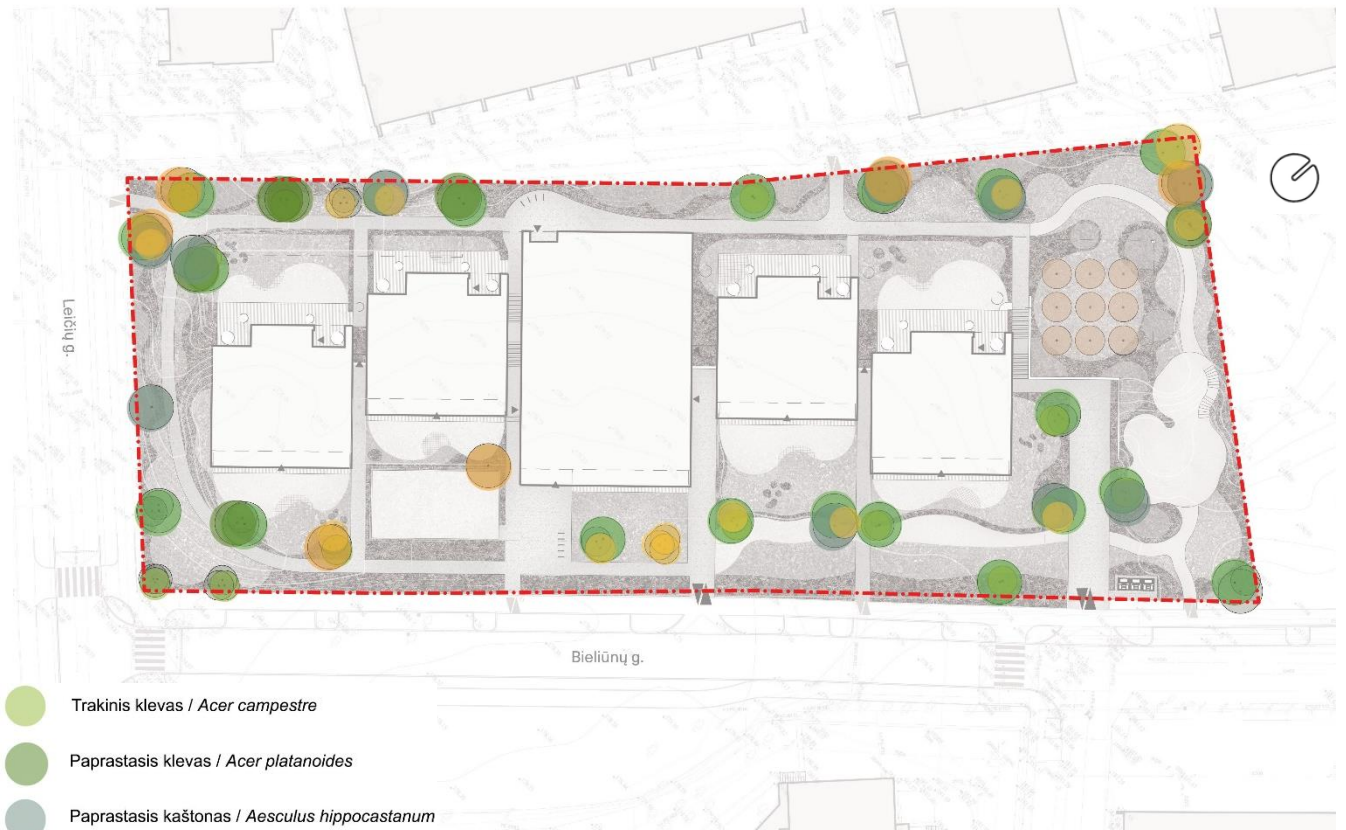 Leičių g.
Bieliūnų g.
Trakinis klevas / Acer campestre
Paprastasis klevas / Acer platanoides
Paprastasis kaštonas / Aesculus hippocastanum